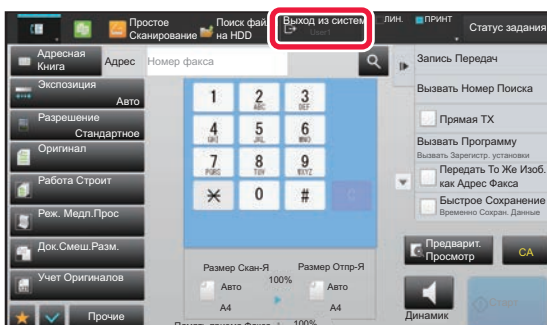 Простое
Сканирование
Поиск фай
на HDD
Выход из систем
User1
ЛИН.
ПРИНТ
Статус задания
Адресная
Книга
Адрес
Номер факса
Экспозиция
Авто
Разрешение
Стандартное
Оригинал
Работа Строит
Реж. Медл.Прос
Док.Смеш.Разм.
Учет Оригиналов
Прочие
1
2
ABC
3
DEF
4
GHI
5
JKL
6
MNO
7
PQRS
8
TUV
9
WXYZ
0
#
C
Размер Скан-Я
Авто
A4
100%
Размер Отпр-Я
Авто
A4
100%
Запись Передач
Вызвать Номер Поиска
Прямая TX
Вызвать Программу
Вызвать Зарегистр. установки
Передать То Же Изоб.
как Адрес Факса
Быстрое Сохранение
Временно Сохран. Данные
Предварит.
Просмотр
CA
Динамик
Старт